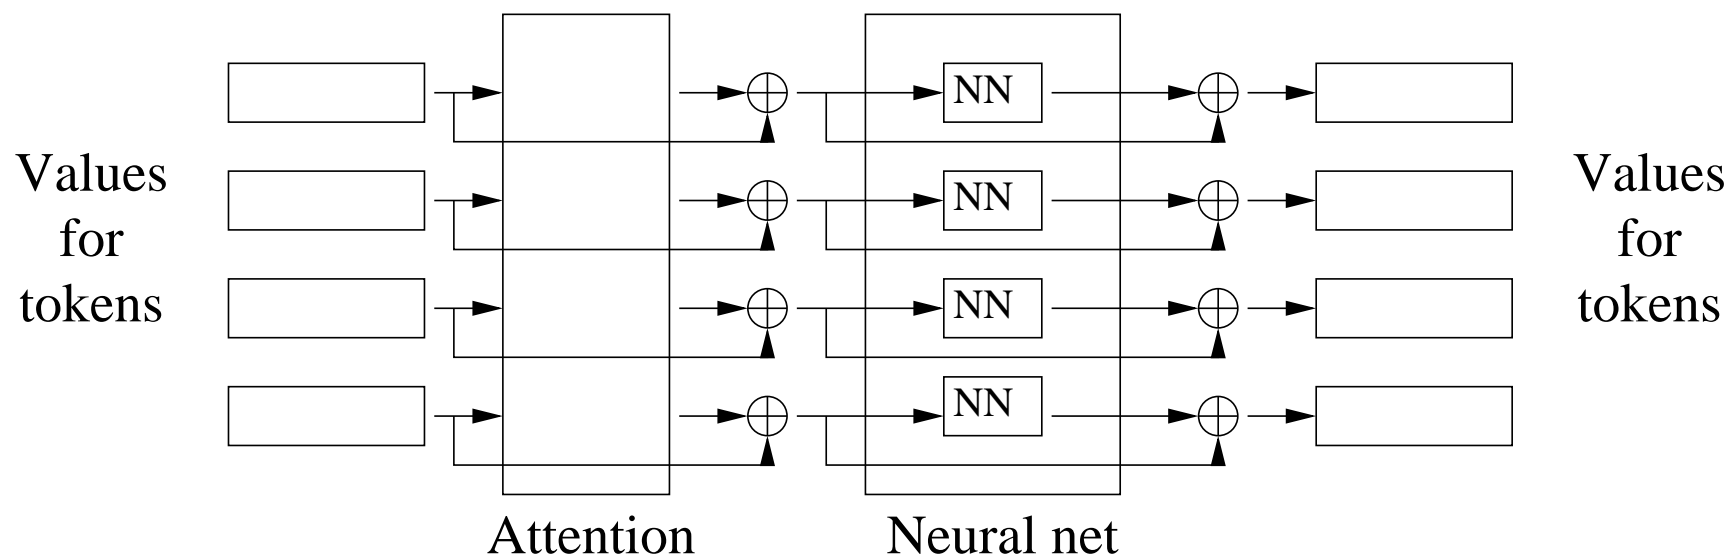 NN
NN
NN
NN
Values
for
tokens
Values
for
tokens
Attention
Neural net